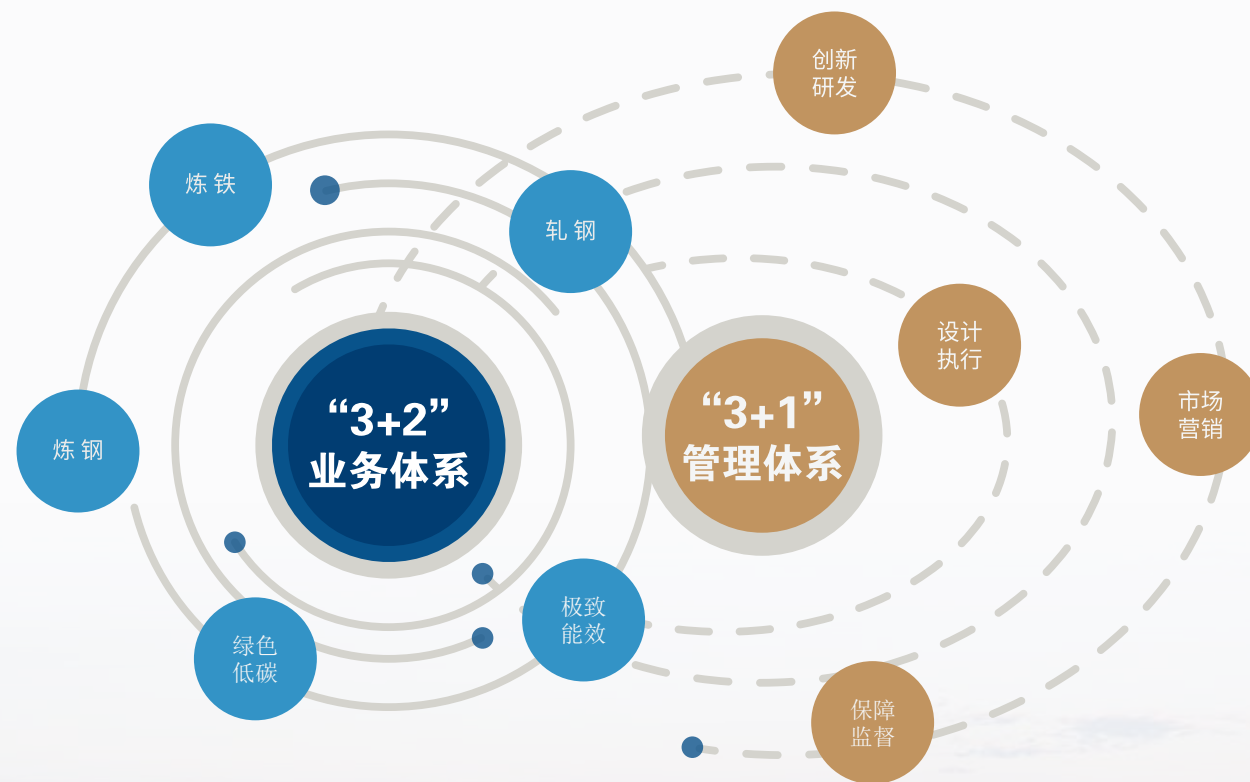 创新
研发
炼铁
轧钢
设计
执行
市场
营销
“3+2”
业务体系
“3+1”
管理体系
炼钢
极致
能效
绿色
低碳
保障
监督